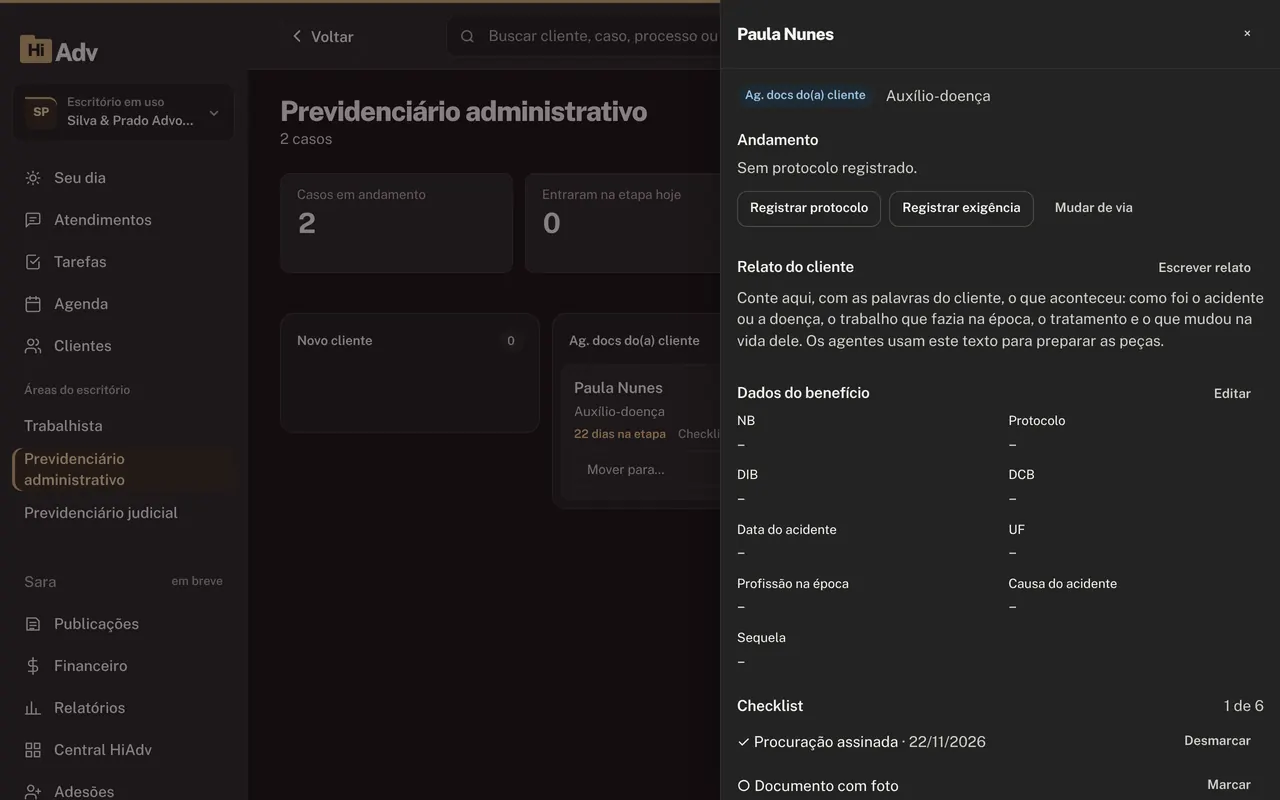 Hi Adv
SP
Escritório em uso
Silva & Prado Advo...
Seu dia
Atendimentos
Tarefas
Agenda
Clientes
Áreas do escritório
Trabalhista
Previdenciário
administrativo
Previdenciário judicial
Sara em breve
Publicações
Financeiro
Relatórios
Central HiAdv
Adesões
Voltar
Buscar cliente, caso, processo ou
Previdenciário administrativo
2 casos
Casos em andamento
2
Entraram na etapa hoje
0
Novo cliente 0
Ag. docs do(a) cliente
Paula Nunes
Auxílio-doença
22 dias na etapa Checkli
Mover para...
Paula Nunes ×
Ag. docs do(a) cliente Auxílio-doença
Andamento
Sem protocolo registrado.
Registrar protocolo Registrar exigência Mudar de via
Relato do cliente Escrever relato
Conte aqui, com as palavras do cliente, o que aconteceu: como foi o acidente
ou a doença, o trabalho que fazia na época, o tratamento e o que mudou na
vida dele. Os agentes usam este texto para preparar as peças.
Dados do benefício Editar
NB Protocolo
– –
DIB DCB
– –
Data do acidente UF
– –
Profissão na época Causa do acidente
– –
Sequela
–
Checklist 1 de 6
Procuração assinada · 22/11/2026 Desmarcar
Documento com foto Marcar